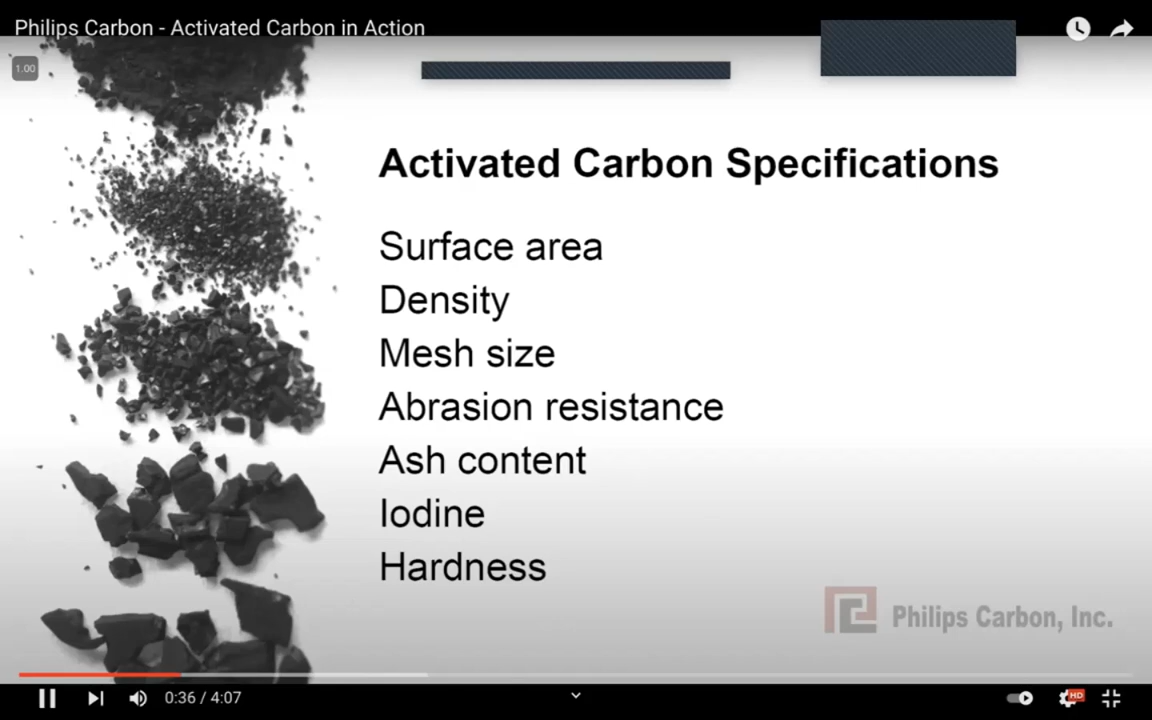 Philips Carbon - Activated Carbon in Action
1.00
Activated Carbon Specifications
Surface area
Density
Mesh size
Abrasion resistance
Ash content
Iodine
Hardness
Philips Carbon, Inc.
0:36 / 4:07
HD